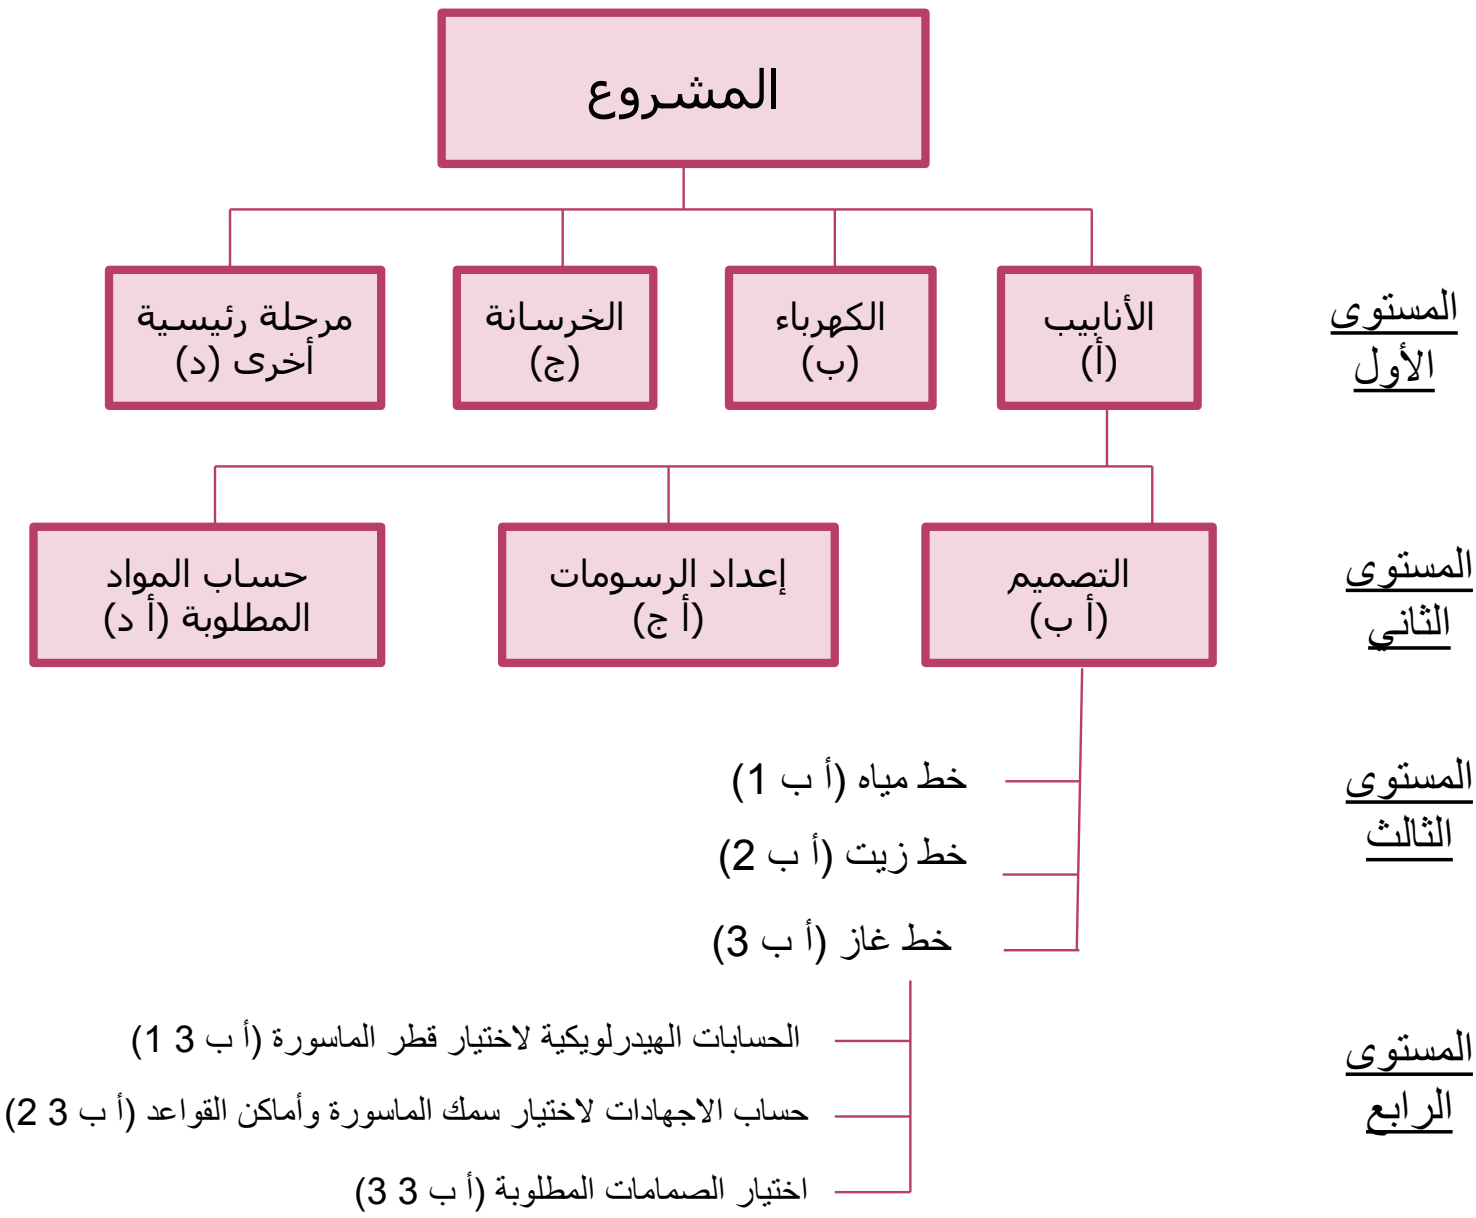 المشروع
الأنابيب
(أ)
الكهرباء
(ب)
الخرسانة
(ج)
مرحلة رئيسية
أخرى (د)
المستوى
الأول
التصميم
(أ ب)
إعداد الرسومات
(أ ج)
حساب المواد
المطلوبة (أ د)
المستوى
الثاني
خط مياه (أ ب 1)
خط زيت (أ ب 2)
خط غاز (أ ب 3)
المستوى
الثالث
الحسابات الهيدرلويكية لاختيار قطر الماسورة (أ ب 3 1)
حساب الاجهادات لاختيار سمك الماسورة وأماكن القواعد (أ ب 3 2)
اختيار الصمامات المطلوبة (أ ب 3 3)
المستوى
الرابع